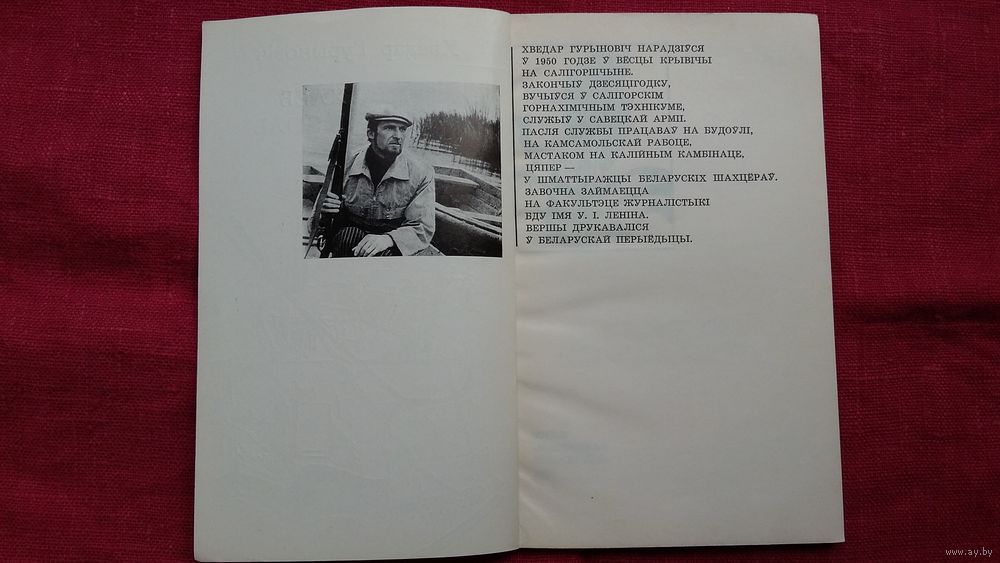 ХВЕДАР ГУРЫНОВІЧ НАРАДЗІЎСЯ
Ў 1950 ГОДЗЕ Ў ВЁСЦЫ КРЫВІЧЫ
НА САЛІГОРШЧЫНЕ.
ЗАКОНЧЫЎ ДЗЕСЯЦІГОДКУ,
ВУЧЫЎСЯ Ў САЛІГОРСКІМ
ГОРНАХІМІЧНЫМ ТЭХНІКУМЕ,
СЛУЖЫЎ У САВЕЦКАЙ АРМІІ.
ПАСЛЯ СЛУЖБЫ ПРАЦАВАЎ НА БУДОЎЛІ,
НА КАМСАМОЛЬСКАЙ РАБОЦЕ,
МАСТАКОМ НА КАЛІЙНЫМ КАМБІНАЦЕ,
ЦЯПЕР —
У ШМАТТЫРАЖЦЫ БЕЛАРУСКІХ ШАХЦЁРАЎ.
ЗАВОЧНА ЗАЙМАЕЦЦА
НА ФАКУЛЬТЭЦЕ ЖУРНАЛІСТЫКІ
БДУ ІМЯ У. І. ЛЕНІНА.
ВЕРШЫ ДРУКАВАЛІСЯ
Ў БЕЛАРУСКАЙ ПЕРЫЁДЫЦЫ.
www.ay.by